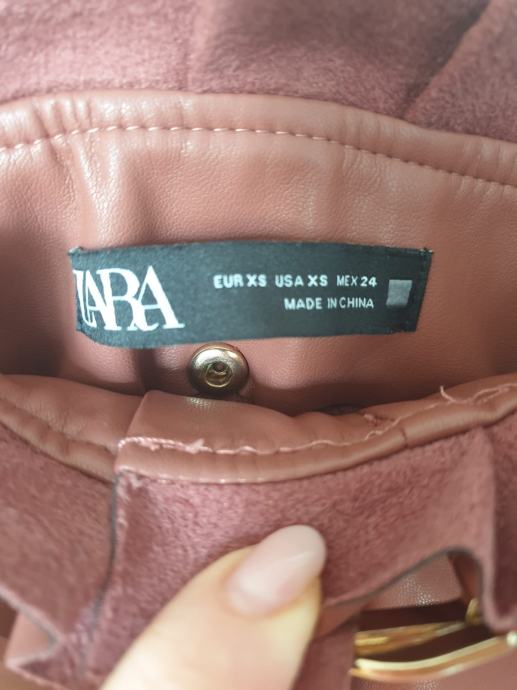 ZARA
EUR XS USA XS MEX 24
MADE IN CHINA